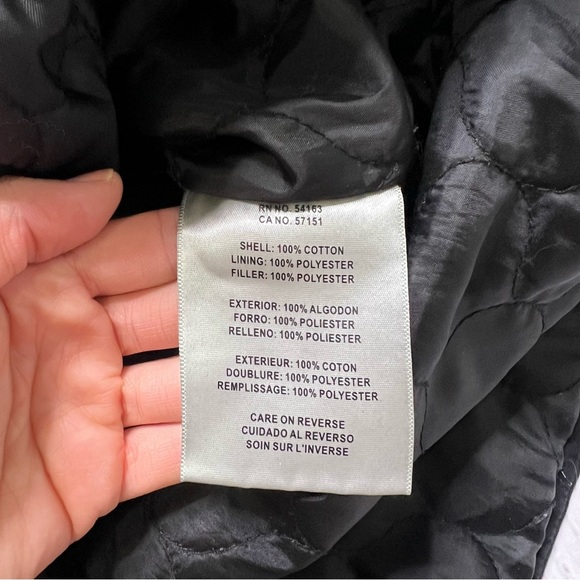 RN NO. 54163
CA NO. 57151
SHELL: 100% COTTON
LINING: 100% POLYESTER
FILLER: 100% POLYESTER
EXTERIOR: 100% ALGODON
FORRO: 100% POLIESTER
RELLENO: 100% POLIESTER
EXTERIEUR: 100% COTON
DOUBLURE: 100% POLYESTER
REMPLISSAGE: 100% POLYESTER
CARE ON REVERSE
CUIDADO AL REVERSO
SOIN SUR L'INVERSE